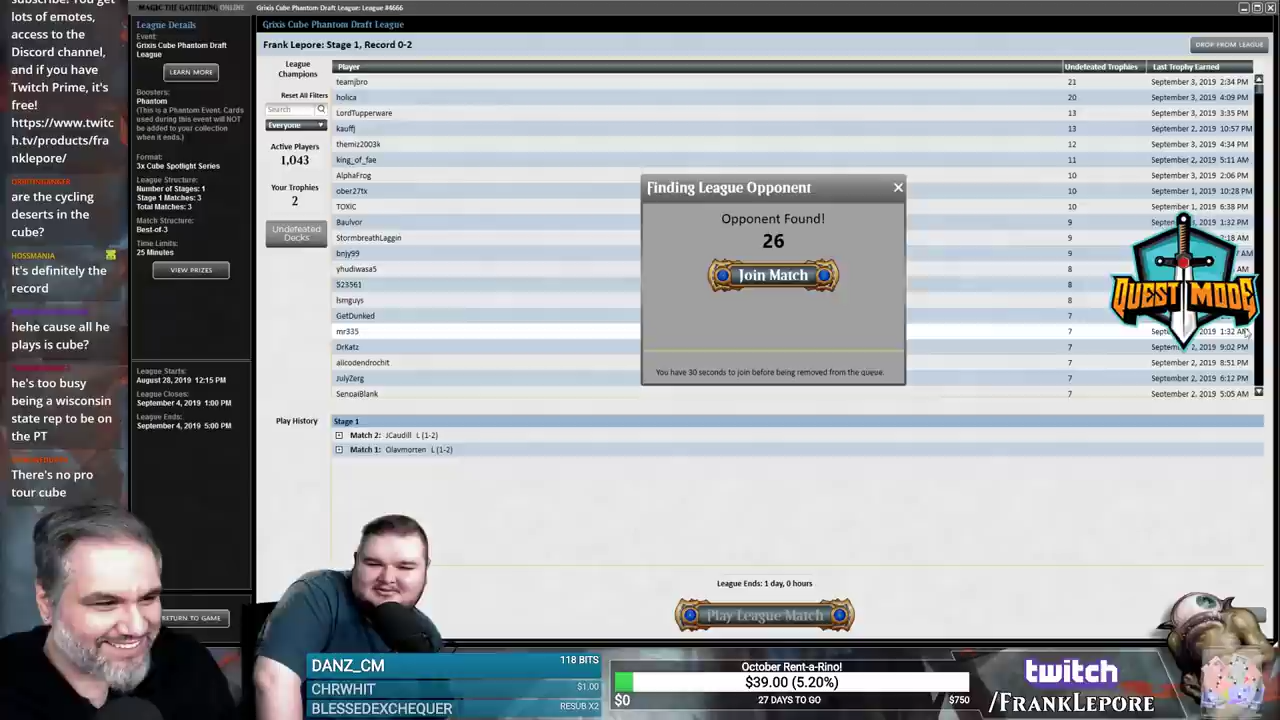 subscribe! You get
lots of emotes,
access to the
Discord channel,
and if you have
Twitch Prime, it's
free!
https://www.twitc
h.tv/products/fra
nklepore/
are the cycling
deserts in the
cube?
HOSSMANIA
It's definitely the
record
hehe cause all he
plays is cube?
he's too busy
being a wisconsin
state rep to be on
the PT
There's no pro
tour cube
MAGIC THE GATHERING ONLINE
Grixis Cube Phantom Draft League: League #4666
League Details
Event:
Grixis Cube Phantom Draft
League
LEARN MORE
Boosters:
Phantom
(This is a Phantom Event. Cards
used during this event will NOT
be added to your collection
when it ends.)
Format:
3x Cube Spotlight Series
League Structure:
Number of Stages: 1
Stage 1 Matches: 3
Total Matches: 3
Match Structure:
Best-of-3
Time Limits:
25 Minutes
VIEW PRIZES
League Starts:
August 28, 2019 12:15 PM
League Closes:
September 4, 2019 1:00 PM
League Ends:
September 4, 2019 5:00 PM
RETURN TO GAME
Grixis Cube Phantom Draft League
Frank Lepore: Stage 1, Record 0-2
DROP FROM LEAGUE
League
Champions
Reset All Filters
Search
Everyone
Active Players
1,043
Your Trophies
2
Undefeated
Decks
Player Undefeated Trophies Last Trophy Earned
teamjbro 21 September 3, 2019 2:34 PM
holica 20 September 3, 2019 4:09 PM
LordTupperware 13 September 3, 2019 3:35 PM
kauffj 13 September 2, 2019 10:57 PM
themiz2003k 12 September 3, 2019 4:34 PM
king_of_fae 11 September 2, 2019 5:11 AM
AlphaFrog 10 September 3, 2019 2:06 PM
ober27tx 10 September 1, 2019 10:28 PM
TOXIC 10 September 1, 2019 6:38 PM
Baulvor 9 1:32 PM
StormbreathLaggin 9 AM
bnjy99 9 AM
yhudiwasa5 8 AM
523561 8
lsmguys 8
GetDunked 7
mr335 7 1:32 AM
DrKatz 7 2, 2019 9:02 PM
alicodendrochit 7 September 2, 2019 8:51 PM
JulyZerg 7 September 2, 2019 6:12 PM
SenpaiBlank 7 September 2, 2019 5:05 AM
Finding League Opponent
Opponent Found!
26
Join Match
You have 30 seconds to join before being removed from the queue.
QUEST MODE
Play History
Stage 1
Match 2: JCaudill L (1-2)
Match 1: Olavmorten L (1-2)
League Ends: 1 day, 0 hours
Play League Match
DANZ_CM 118 BITS
CHRWHIT $1.00
BLESSEDEXCHEQUER RESUB X2
October Rent-a-Rino!
$39.00 (5.20%)
$0 27 DAYS TO GO $750
twitch
/FRANKLEPORE